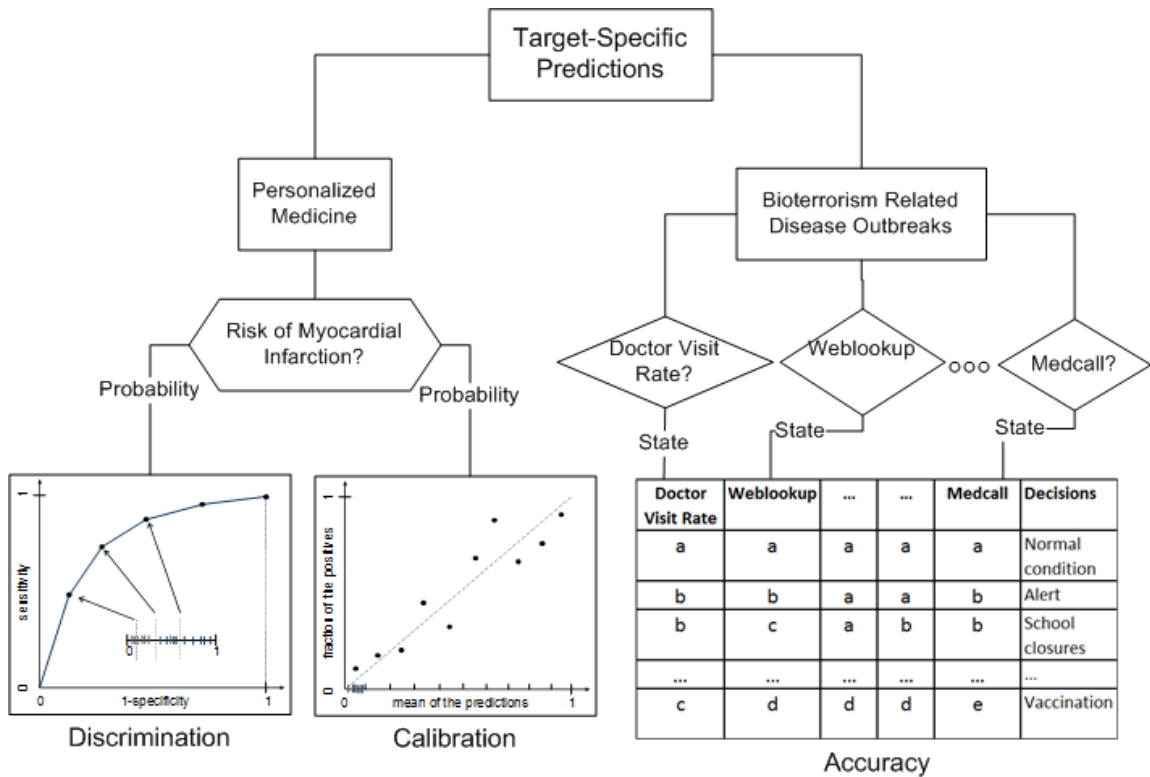 Target-Specific
Predictions
Personalized
Medicine
Bioterrorism Related
Disease Outbreaks
Risk of Myocardial
Infarction?
Doctor Visit
Rate?
Weblookup
Medcall?
Probability
Probability
State
State
State
1
sensitivity
0
0
1
0
1-specificity
1
Discrimination
1
fraction of the positives
0
0
mean of the predictions
1
Calibration
Doctor Visit Rate | Weblookup | ... | ... | Medcall | Decisions
a | a | a | a | a | Normal condition
b | b | a | a | b | Alert
b | c | a | b | b | School closures
... | ... | ... | ... | ... | ...
c | d | d | d | e | Vaccination
Accuracy